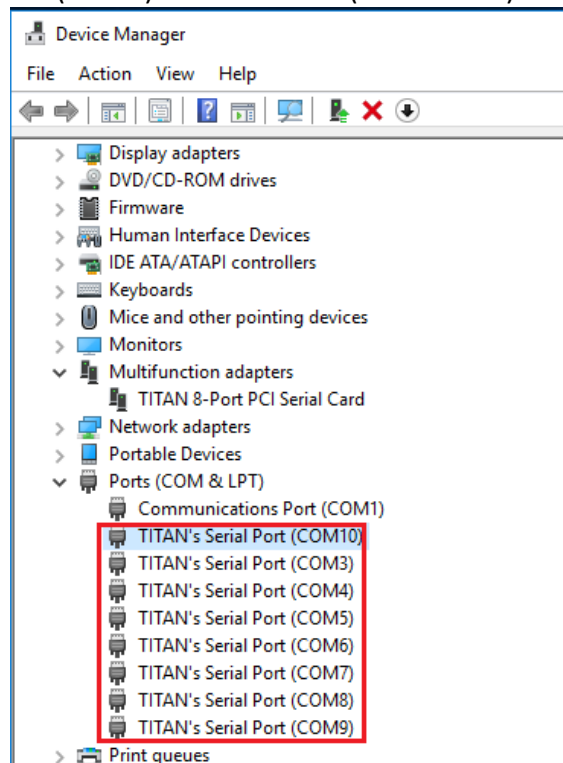 Device Manager
File Action View Help
Display adapters
DVD/CD-ROM drives
Firmware
Human Interface Devices
IDE ATA/ATAPI controllers
Keyboards
Mice and other pointing devices
Monitors
Multifunction adapters
TITAN 8-Port PCI Serial Card
Network adapters
Portable Devices
Ports (COM & LPT)
Communications Port (COM1)
TITAN's Serial Port (COM10)
TITAN's Serial Port (COM3)
TITAN's Serial Port (COM4)
TITAN's Serial Port (COM5)
TITAN's Serial Port (COM6)
TITAN's Serial Port (COM7)
TITAN's Serial Port (COM8)
TITAN's Serial Port (COM9)
Print queues